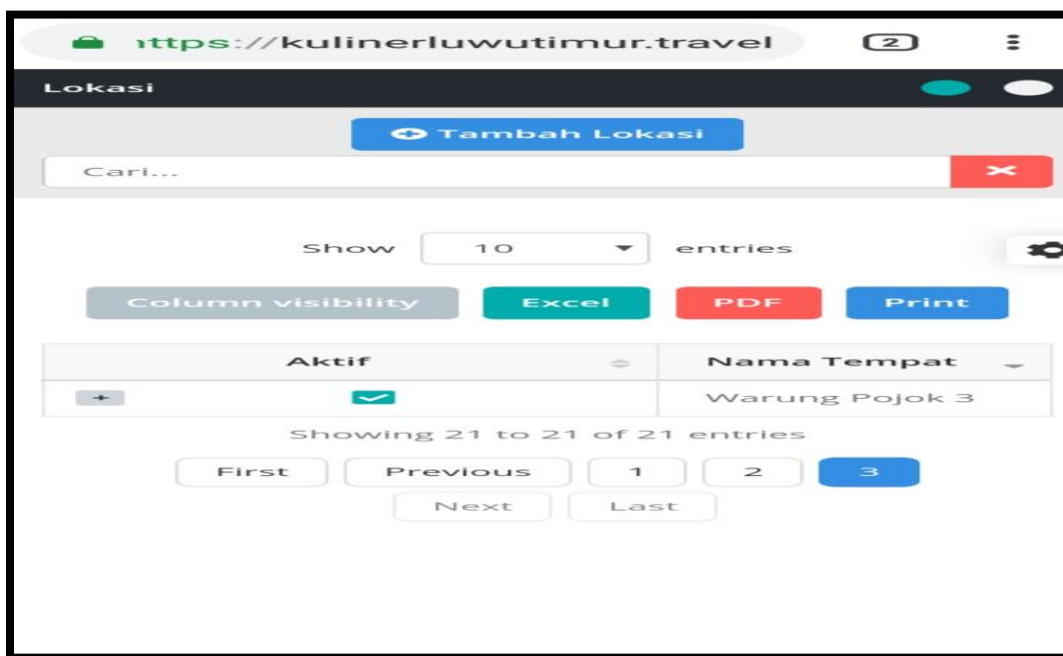 https://kulinerluwutimur.travel 2
Lokasi
Tambah Lokasi
Cari...
Show 10 entries
Column visibility Excel PDF Print
Aktif Nama Tempat
Warung Pojok 3
Showing 21 to 21 of 21 entries
First Previous 1 2 3
Next Last